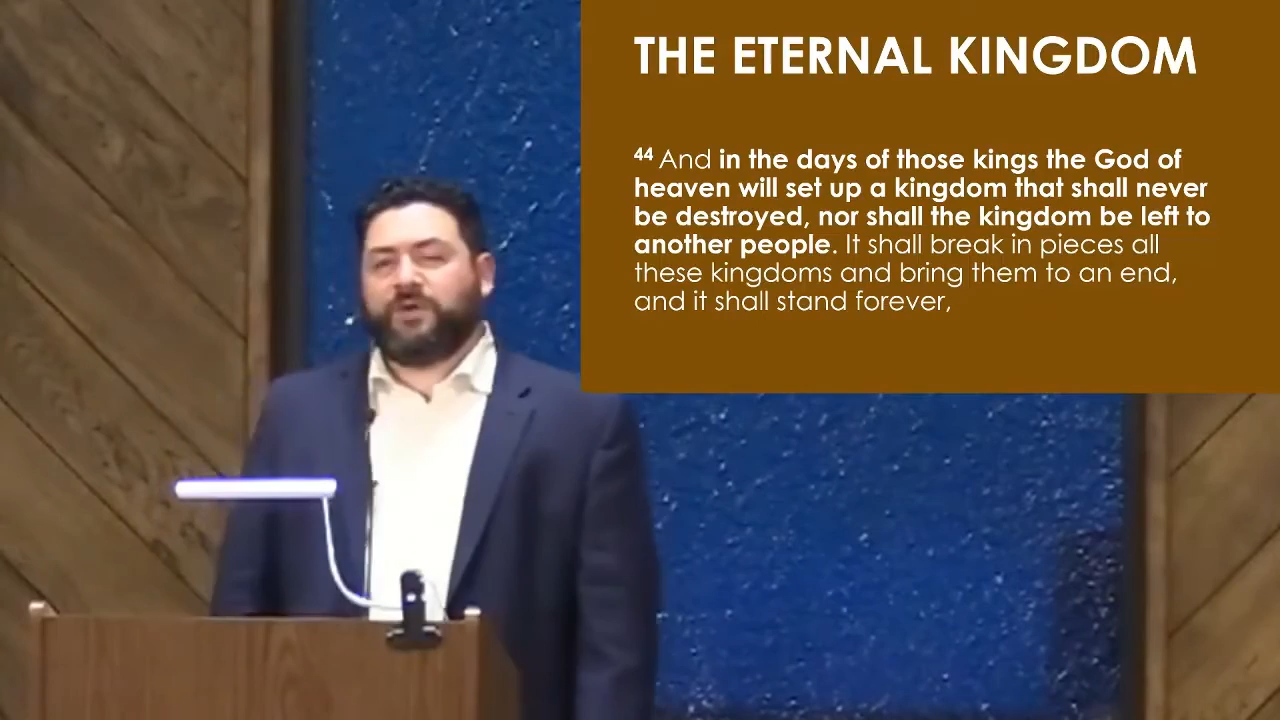 THE ETERNAL KINGDOM
44 And in the days of those kings the God of
heaven will set up a kingdom that shall never
be destroyed, nor shall the kingdom be left to
another people. It shall break in pieces all
these kingdoms and bring them to an end,
and it shall stand forever,